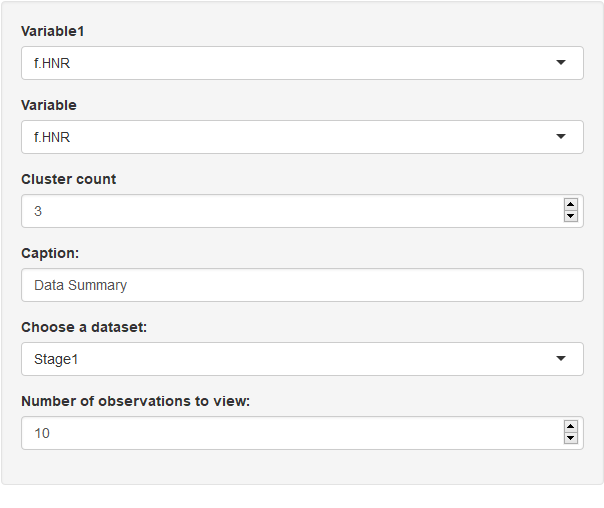 Variable1
f.HNR
Variable
f.HNR
Cluster count
3
Caption:
Data Summary
Choose a dataset:
Stage1
Number of observations to view:
10